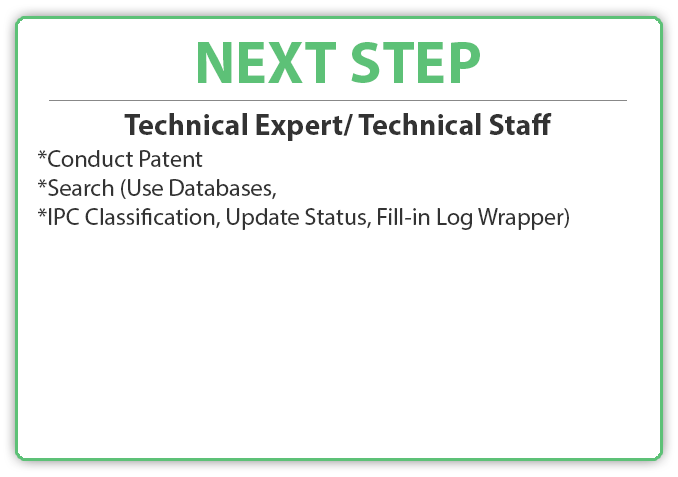 NEXT STEP
Technical Expert/ Technical Staff
*Conduct Patent
*Search (Use Databases,
*IPC Classification, Update Status, Fill-in Log Wrapper)